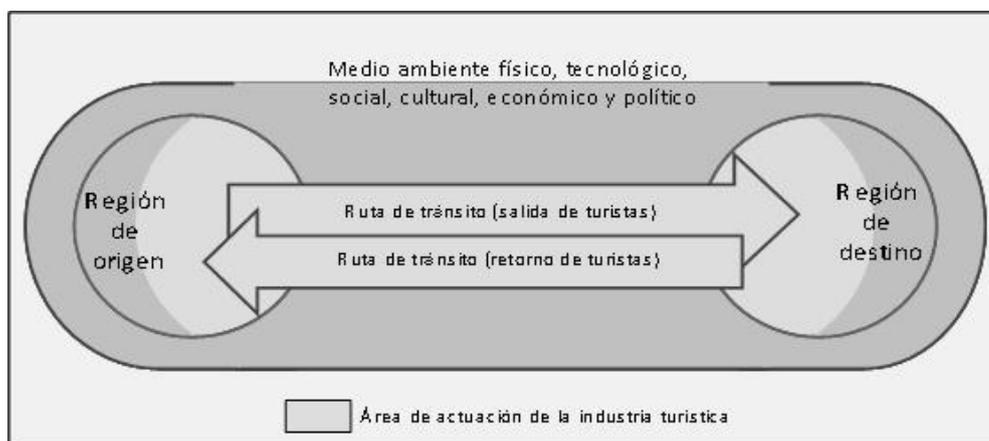 Medio ambiente físico, tecnológico,
social, cultural, económico y político
Región
de
origen
Ruta de tránsito (salida de turistas)
Ruta de tránsito (retorno de turistas)
Región
de
destino
Área de actuación de la industria turistica